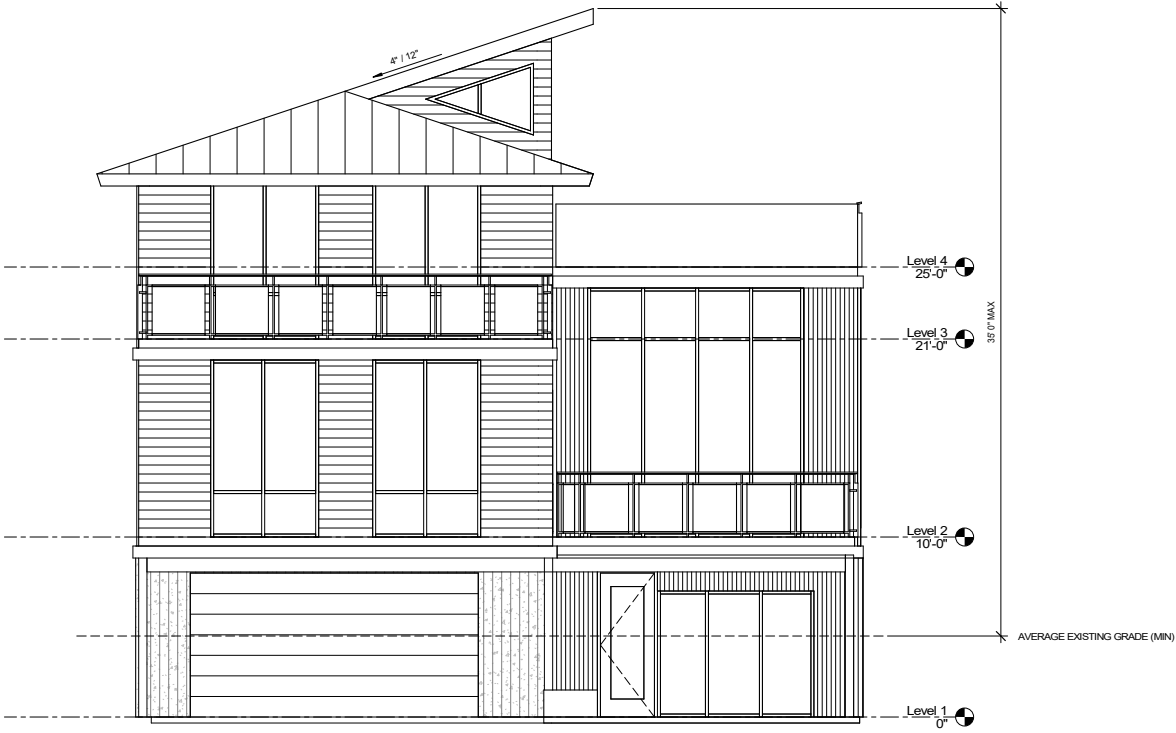 4" / 12"
Level 4
25'-0"
35' 0" MAX
Level 3
21'-0"
Level 2
10'-0"
AVERAGE EXISTING GRADE (MIN)
Level 1
0"